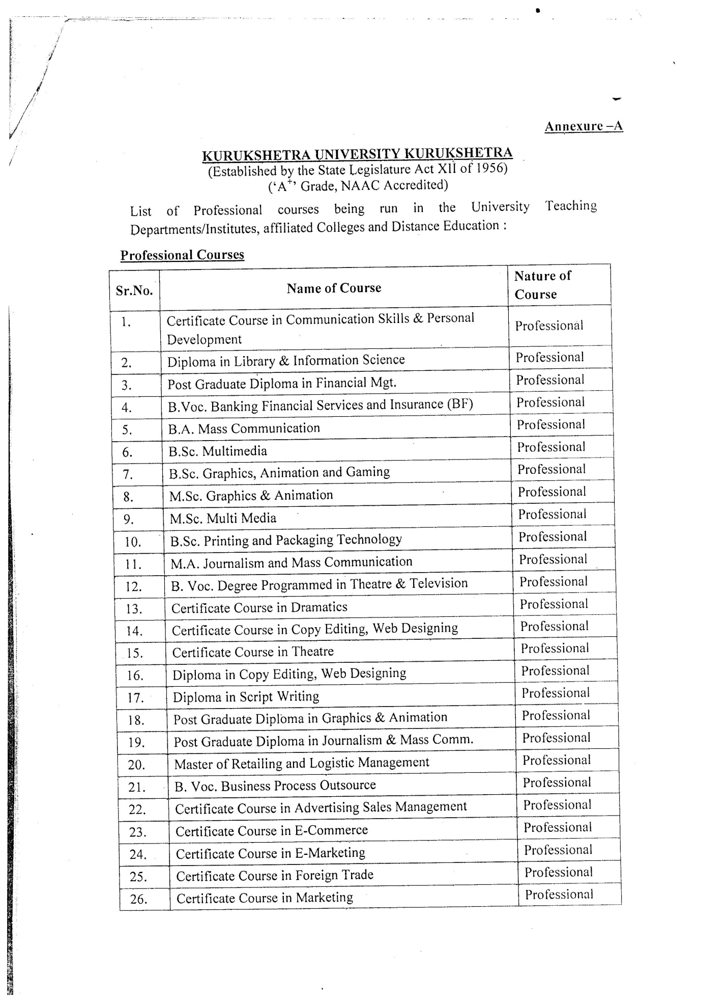 Annexure –A
KURUKSHETRA UNIVERSITY KURUKSHETRA
(Established by the State Legislature Act XII of 1956)
(‘A+’ Grade, NAAC Accredited)
List of Professional courses being run in the University Teaching
Departments/Institutes, affiliated Colleges and Distance Education :
Professional Courses
Sr.No. Name of Course Nature of
Course
1. Certificate Course in Communication Skills & Personal Professional
Development
2. Diploma in Library & Information Science Professional
3. Post Graduate Diploma in Financial Mgt. Professional
4. B.Voc. Banking Financial Services and Insurance (BF) Professional
5. B.A. Mass Communication Professional
6. B.Sc. Multimedia Professional
7. B.Sc. Graphics, Animation and Gaming Professional
8. M.Sc. Graphics & Animation Professional
9. M.Sc. Multi Media Professional
10. B.Sc. Printing and Packaging Technology Professional
11. M.A. Journalism and Mass Communication Professional
12. B. Voc. Degree Programmed in Theatre & Television Professional
13. Certificate Course in Dramatics Professional
14. Certificate Course in Copy Editing, Web Designing Professional
15. Certificate Course in Theatre Professional
16. Diploma in Copy Editing, Web Designing Professional
17. Diploma in Script Writing Professional
18. Post Graduate Diploma in Graphics & Animation Professional
19. Post Graduate Diploma in Journalism & Mass Comm. Professional
20. Master of Retailing and Logistic Management Professional
21. B. Voc. Business Process Outsource Professional
22. Certificate Course in Advertising Sales Management Professional
23. Certificate Course in E-Commerce Professional
24. Certificate Course in E-Marketing Professional
25. Certificate Course in Foreign Trade Professional
26. Certificate Course in Marketing Professional